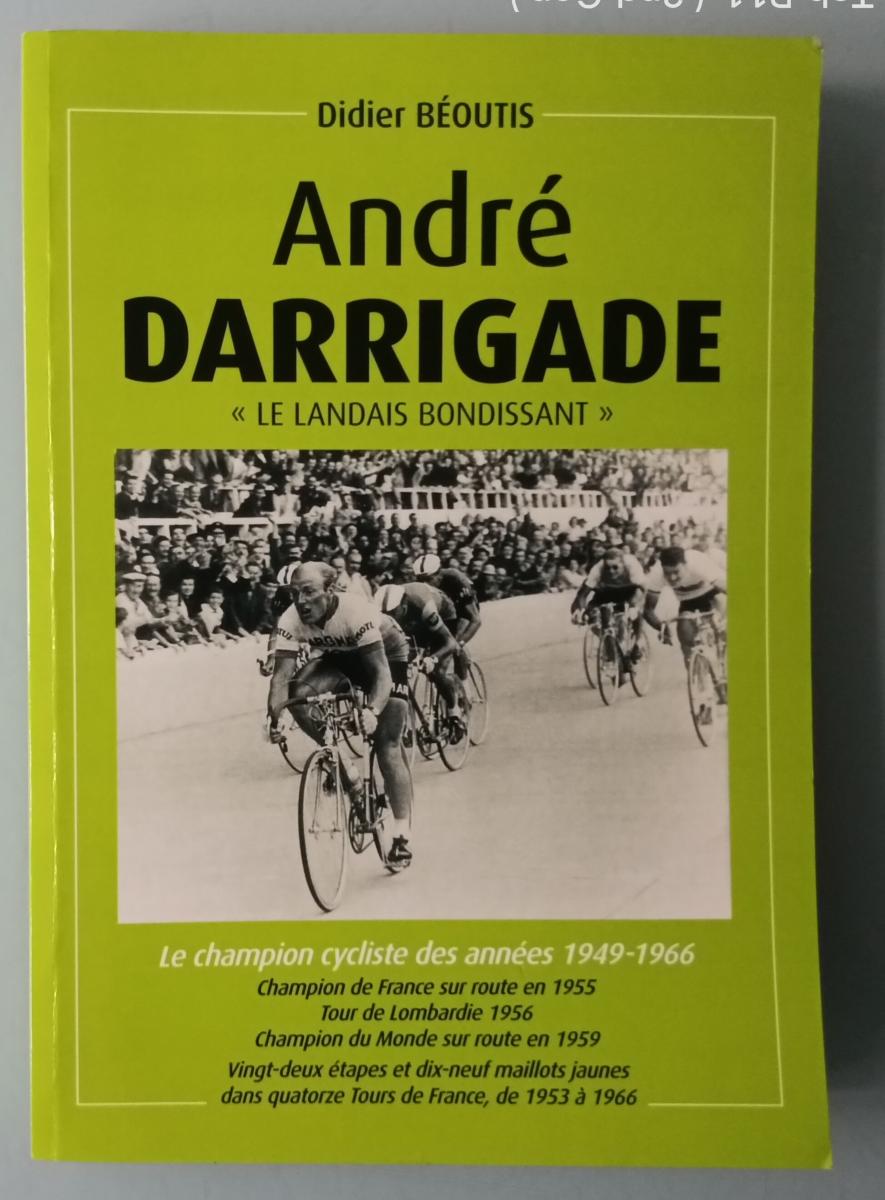 Didier BÉOUTIS
André
DARRIGADE
« LE LANDAIS BONDISSANT »
Le champion cycliste des années 1949-1966
Champion de France sur route en 1955
Tour de Lombardie 1956
Champion du Monde sur route en 1959
Vingt-deux étapes et dix-neuf maillots jaunes
dans quatorze Tours de France, de 1953 à 1966